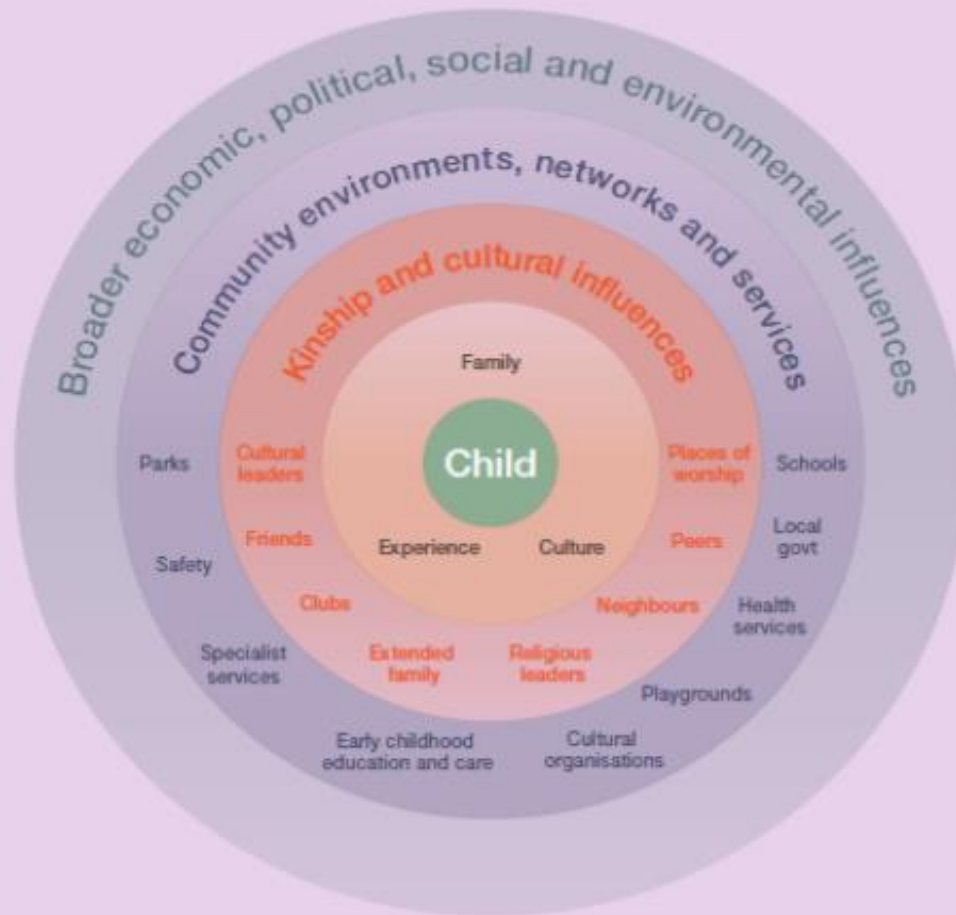 Broader economic, political, social and environmental influences
Community environments, networks and services
Kinship and cultural influences
Family
Child
Experience
Culture
Parks
Cultural
leaders
Places of
worship
Schools
Friends
Peers
Local
govt
Safety
Clubs
Neighbours
Health
services
Specialist
services
Extended
family
Religious
leaders
Playgrounds
Early childhood
education and care
Cultural
organisations